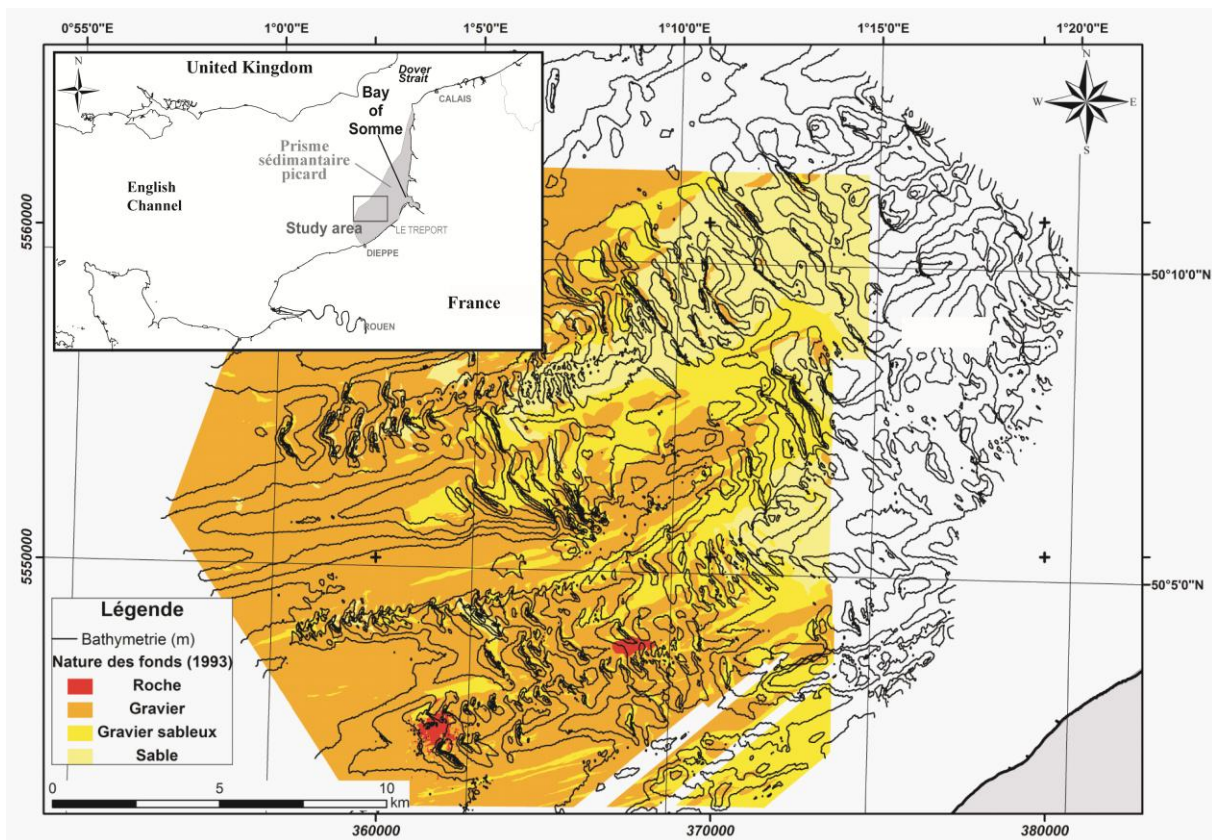 0°55'0"E
1°0'0"E
1°5'0"E
1°10'0"E
1°15'0"E
1°20'0"E
N
United Kingdom
Dover
Strait
Bay
of
Somme
CALAIS
Prisme
sédimantaire
picard
English
Channel
Study area
LE TREPORT
DIEPPE
France
ROUEN
N
W
E
S
5560000
50°10'0"N
5550000
50°5'0"N
Légende
Bathymetrie (m)
Nature des fonds (1993)
Roche
Gravier
Gravier sableux
Sable
0
5
10
km
360000
370000
380000